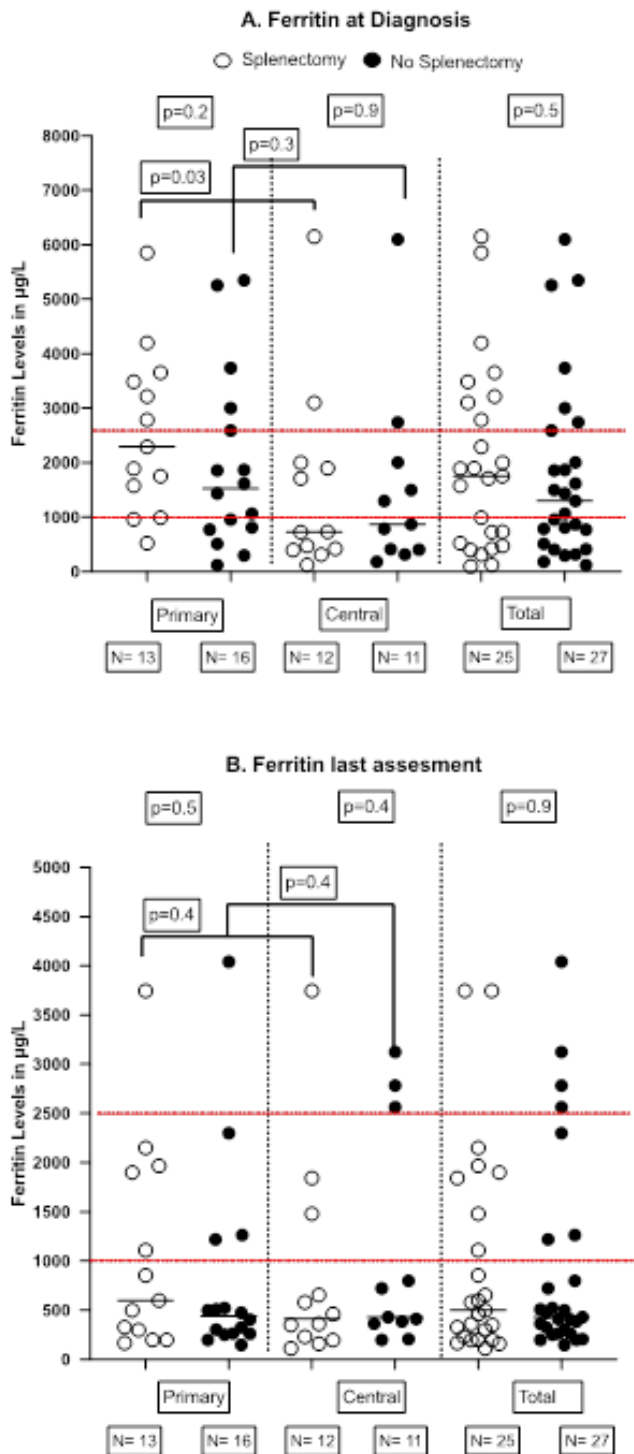 A. Ferritin at Diagnosis
Splenectomy No Splenectomy
p=0.2 p=0.9 p=0.5
p=0.3
p=0.03
Ferritin Levels in µg/L
8000
7000
6000
5000
4000
3000
2000
1000
0
Primary Central Total
N= 13 N= 16 N= 12 N= 11 N= 25 N= 27
B. Ferritin last assesment
p=0.5 p=0.4 p=0.9
p=0.4
p=0.4
Ferritin Levels in µg/L
5000
4500
4000
3500
3000
2500
2000
1500
1000
500
0
Primary Central Total
N= 13 N= 16 N= 12 N= 11 N= 25 N= 27